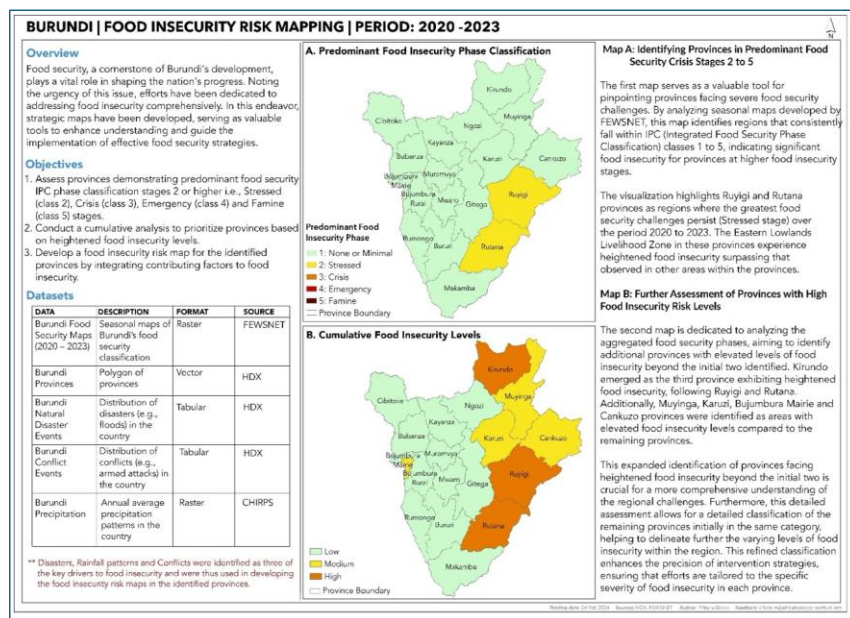 BURUNDI | FOOD INSECURITY RISK MAPPING | PERIOD: 2020 -2023
N
Overview
Food security, a cornerstone of Burundi's development,
plays a vital role in shaping the nation's progress. Noting
the urgency of this issue, efforts have been dedicated to
addressing food insecurity comprehensively. In this endeavor,
strategic maps have been developed, serving as valuable
tools to enhance understanding and guide the
implementation of effective food security strategies.
Objectives
1. Assess provinces demonstrating predominant food security
IPC phase classification stages 2 or higher i.e., Stressed
(class 2), Crisis (class 3), Emergency (class 4) and Famine
(class 5) stages.
2. Conduct a cumulative analysis to prioritize provinces based
on heightened food insecurity levels.
3. Develop a food insecurity risk map for the identified
provinces by integrating contributing factors to food
insecurity.
Datasets
DATA DESCRIPTION FORMAT SOURCE
Burundi Food Security Maps (2020 – 2023) Seasonal maps of Burundi's food security classification Raster FEWSNET
Burundi Provinces Polygon of provinces Vector HDX
Burundi Natural Disaster Events Distribution of disasters (e.g., floods) in the country Tabular HDX
Burundi Conflict Events Distribution of conflicts (e.g., armed attacks) in the country Tabular HDX
Burundi Precipitation Annual average precipitation patterns in the country Raster CHIRPS
** Disasters, Rainfall patterns and Conflicts were identified as three of
the key drivers to food insecurity and were thus used in developing
the food insecurity risk maps in the identified provinces.
A. Predominant Food Insecurity Phase Classification
Kirundo
Muyinga
Cibitoke
Ngozi
Kayanza
Bubanza
Karuzi
Cankuzo
Bujumbura
Mairie
Muramvya
Bujumbura
Rural
Mwaro
Gitega
Ruyigi
Rumonge
Bururi
Rutana
Makamba
Predominant Food
Insecurity Phase
1: None or Minimal
2: Stressed
3: Crisis
4: Emergency
5: Famine
Province Boundary
B. Cumulative Food Insecurity Levels
Kirundo
Muyinga
Cibitoke
Ngozi
Kayanza
Bubanza
Karuzi
Cankuzo
Bujumbura
Mairie
Muramvya
Bujumbura
Rural
Mwaro
Gitega
Ruyigi
Rumonge
Bururi
Rutana
Makamba
Low
Medium
High
Province Boundary
Map A: Identifying Provinces in Predominant Food
Security Crisis Stages 2 to 5
The first map serves as a valuable tool for
pinpointing provinces facing severe food security
challenges. By analyzing seasonal maps developed by
FEWSNET, this map identifies regions that consistently
fall within IPC (Integrated Food Security Phase
Classification) classes 1 to 5, indicating significant
food insecurity for provinces at higher food insecurity
stages.
The visualization highlights Ruyigi and Rutana
provinces as regions where the greatest food
security challenges persist (Stressed stage) over
the period 2020 to 2023. The Eastern Lowlands
Livelihood Zone in these provinces experience
heightened food insecurity surpassing that
observed in other areas within the provinces.
Map B: Further Assessment of Provinces with High
Food Insecurity Risk Levels
The second map is dedicated to analyzing the
aggregated food security phases, aiming to identify
additional provinces with elevated levels of food
insecurity beyond the initial two identified. Kirundo
emerged as the third province exhibiting heightened
food insecurity, following Ruyigi and Rutana.
Additionally, Muyinga, Karuzi, Bujumbura Mairie and
Cankuzo provinces were identified as areas with
elevated food insecurity levels compared to the
remaining provinces.
This expanded identification of provinces facing
heightened food insecurity beyond the initial two is
crucial for a more comprehensive understanding of
the regional challenges. Furthermore, this detailed
assessment allows for a detailed classification of the
remaining provinces initially in the same category,
helping to delineate further the varying levels of food
insecurity within the region. This refined classification
enhances the precision of intervention strategies,
ensuring that efforts are tailored to the specific
severity of food insecurity in each province.